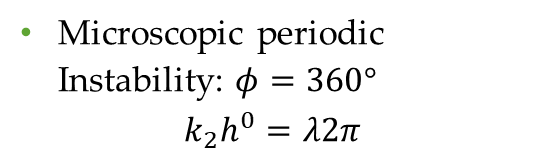 • Microscopic periodic
Instability: 𝜙 = 360°
𝑘₂ℎ⁰ = 𝜆2𝜋